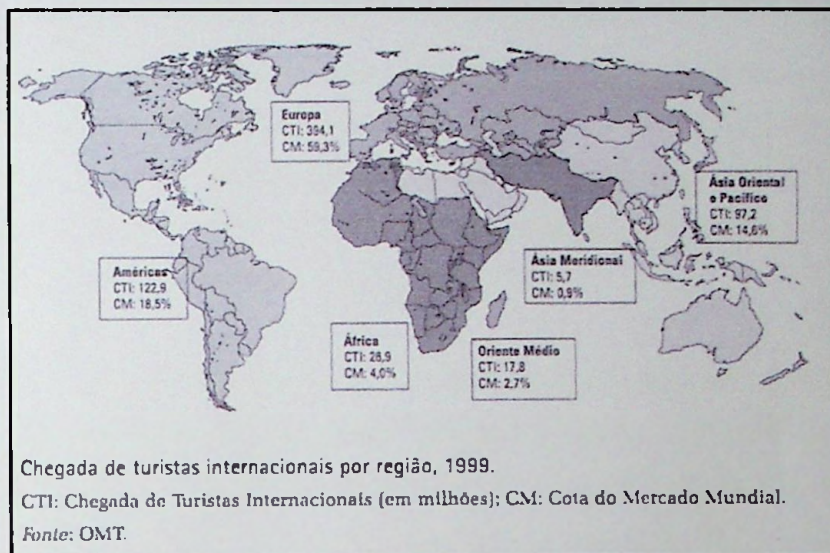 Europa
CTI: 394,1
CM: 59,3%
Ásia Oriental
e Pacífico
CTI: 97,2
CM: 14,6%
Américas
CTI: 122,9
CM: 18,5%
Ásia Meridional
CTI: 5,7
CM: 0,9%
África
CTI: 26,9
CM: 4,0%
Oriente Médio
CTI: 17,8
CM: 2,7%
Chegada de turistas internacionais por região, 1999.
CTI: Chegada de Turistas Internacionais (em milhões); CM: Cota do Mercado Mundial.
Fonte: OMT.